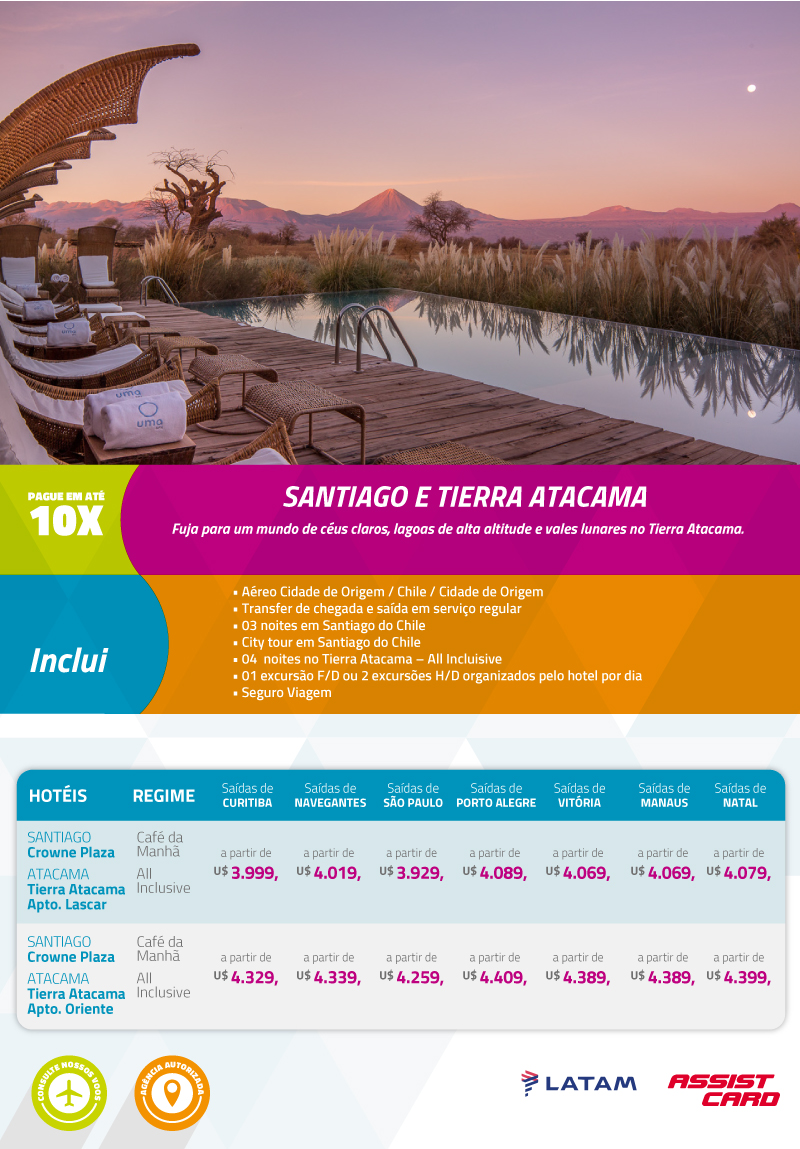 uma
uma
PAGUE EM ATÉ
10X
SANTIAGO E TIERRA ATACAMA
Fuja para um mundo de céus claros, lagoas de alta altitude e vales lunares no Tierra Atacama.
Inclui
• Aéreo Cidade de Origem / Chile / Cidade de Origem
• Transfer de chegada e saída em serviço regular
• 03 noites em Santiago do Chile
• City tour em Santiago do Chile
• 04 noites no Tierra Atacama – All Incluisive
• 01 excursão F/D ou 2 excursões H/D organizados pelo hotel por dia
• Seguro Viagem
HOTÉIS
REGIME
Saídas de
CURITIBA
Saídas de
NAVEGANTES
Saídas de
SÃO PAULO
Saídas de
PORTO ALEGRE
Saídas de
VITÓRIA
Saídas de
MANAUS
Saídas de
NATAL
SANTIAGO
Crowne Plaza
ATACAMA
Tierra Atacama
Apto. Lascar
Café da
Manhã
All
Inclusive
a partir de
U$ 3.999,
a partir de
U$ 4.019,
a partir de
U$ 3.929,
a partir de
U$ 4.089,
a partir de
U$ 4.069,
a partir de
U$ 4.069,
a partir de
U$ 4.079,
SANTIAGO
Crowne Plaza
ATACAMA
Tierra Atacama
Apto. Oriente
Café da
Manhã
All
Inclusive
a partir de
U$ 4.329,
a partir de
U$ 4.339,
a partir de
U$ 4.259,
a partir de
U$ 4.409,
a partir de
U$ 4.389,
a partir de
U$ 4.389,
a partir de
U$ 4.399,
CONSULTE NOSSOS VOOS
AGÊNCIA AUTORIZADA
LATAM
ASSIST
CARD